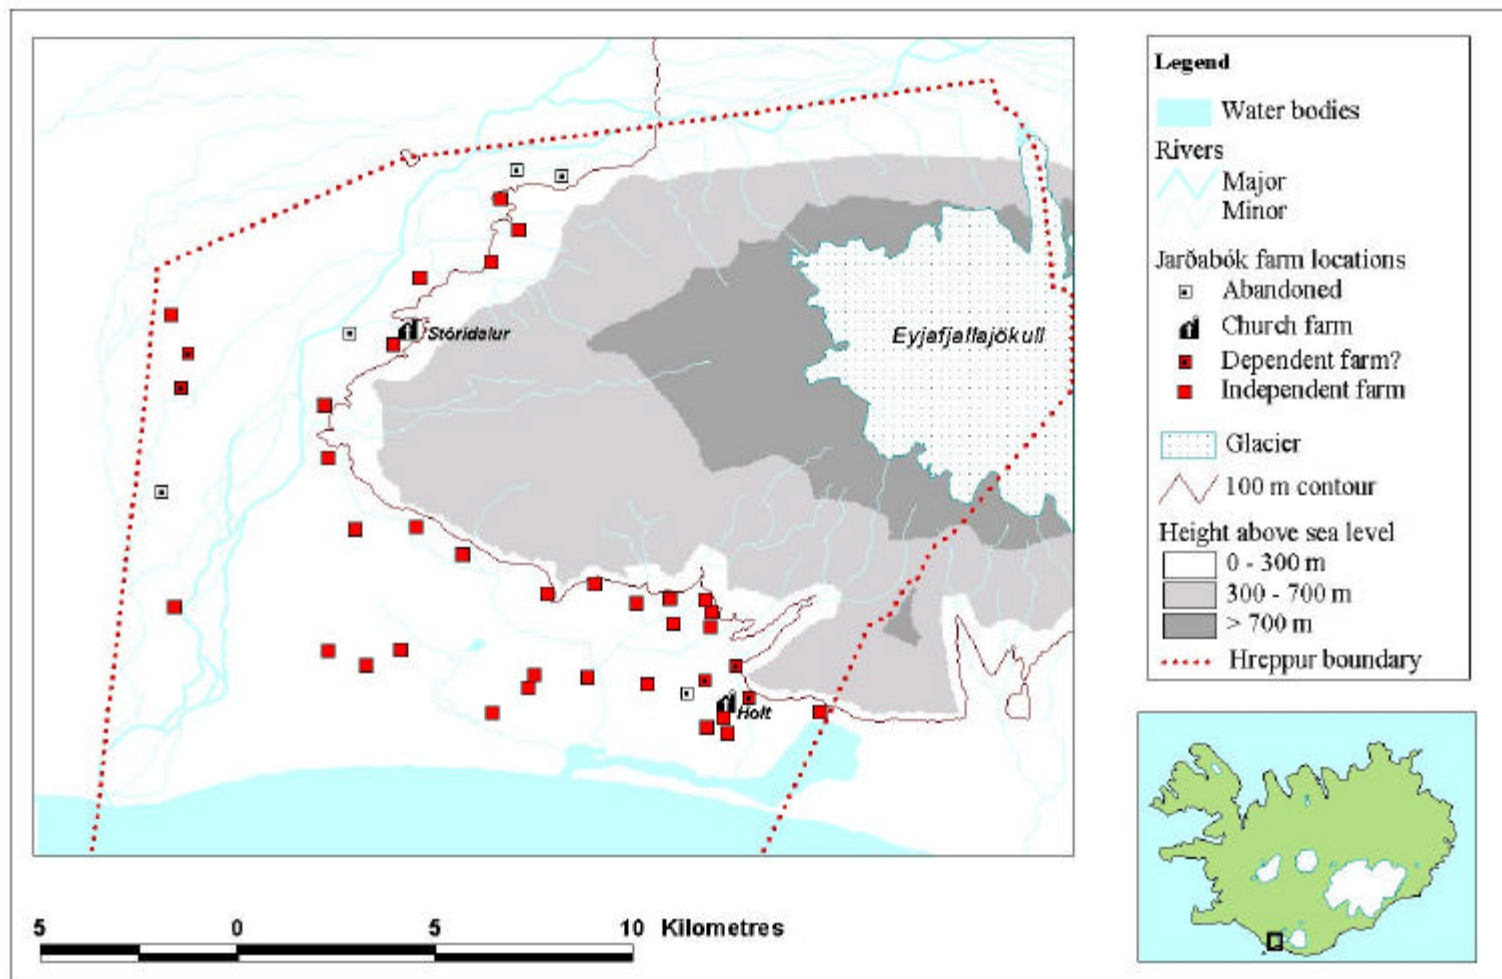 Stóridalur
Eyjafjallajökull
Holt
Legend
Water bodies
Rivers
Major
Minor
Jarðabók farm locations
Abandoned
Church farm
Dependent farm?
Independent farm
Glacier
100 m contour
Height above sea level
0 - 300 m
300 - 700 m
> 700 m
Hreppur boundary
5 0 5 10 Kilometres